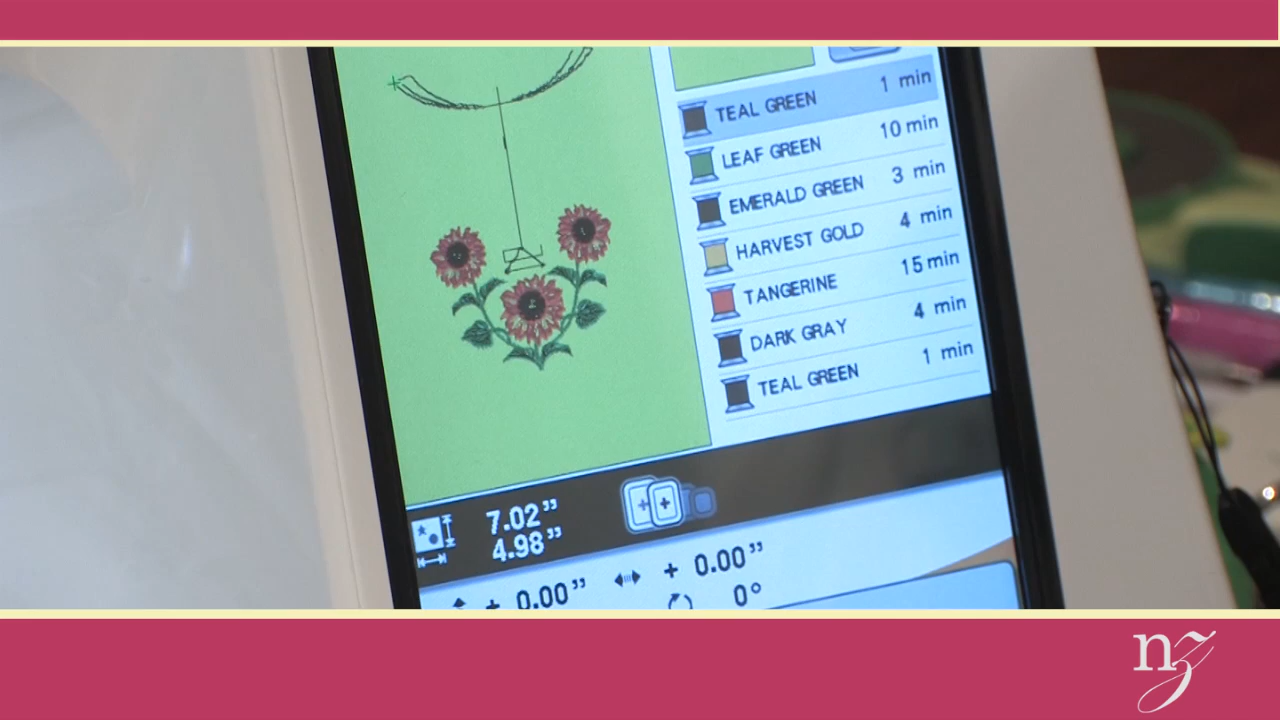 TEAL GREEN 1 min
LEAF GREEN 10 min
EMERALD GREEN 3 min
HARVEST GOLD 4 min
TANGERINE 15 min
DARK GRAY 4 min
TEAL GREEN 1 min
7.02"
4.98"
+ 0.00" + 0.00"
0°
nz